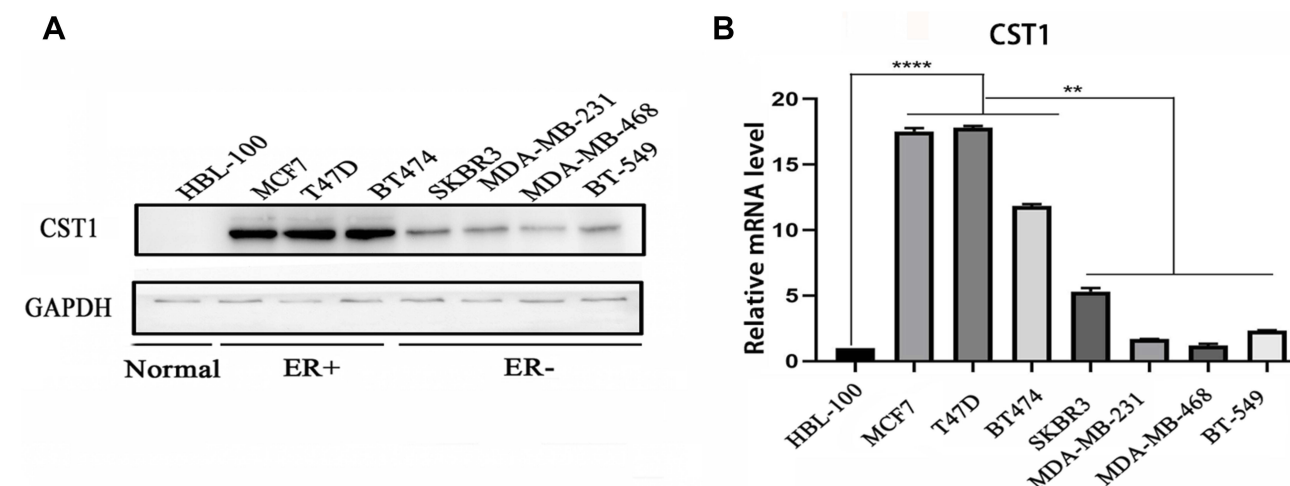 A
HBL-100 MCF7 T47D BT474 SKBR3 MDA-MB-231 MDA-MB-468 BT-549
CST1
GAPDH
Normal ER+ ER-
B
CST1
**** **
Relative mRNA level
20
15
10
5
0
HBL-100 MCF7 T47D BT474 SKBR3 MDA-MB-231 MDA-MB-468 BT-549